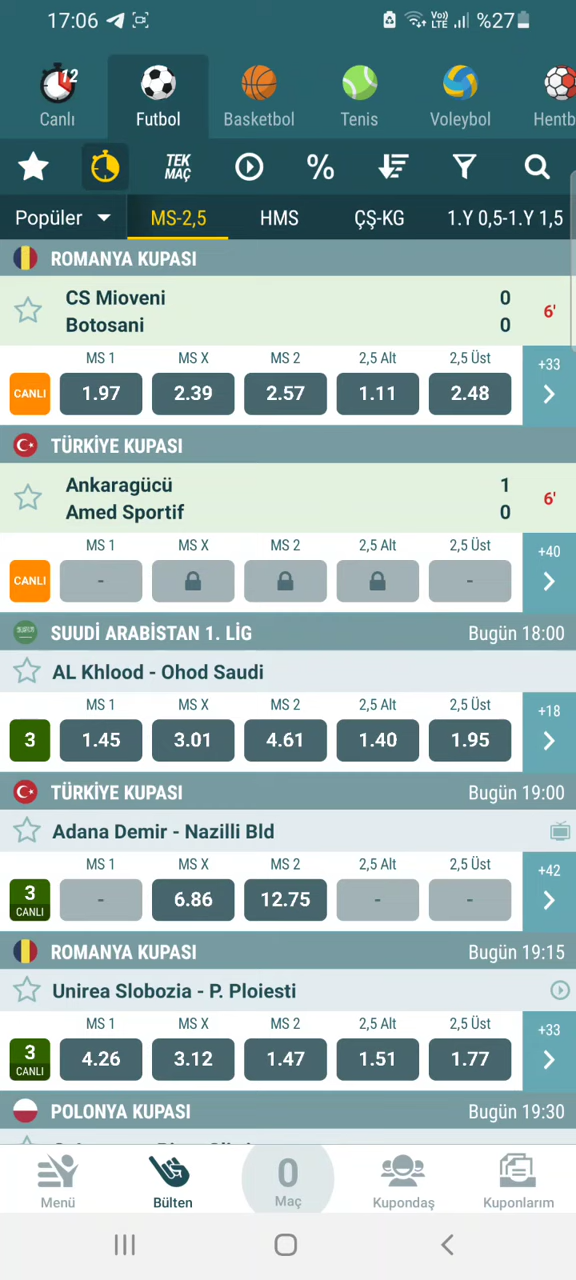 17:06 Vo) LTE %27
12
Canlı Futbol Basketbol Tenis Voleybol Hentb
TEK MAÇ %
Popüler MS-2,5 HMS ÇŞ-KG 1.Y 0,5-1.Y 1,5
ROMANYA KUPASI
CS Mioveni 0
Botosani 0
6'
MS 1 MS X MS 2 2,5 Alt 2,5 Üst +33
CANLI 1.97 2.39 2.57 1.11 2.48
TÜRKİYE KUPASI
Ankaragücü 1
Amed Sportif 0
6'
MS 1 MS X MS 2 2,5 Alt 2,5 Üst +40
CANLI - -
SUUDİ ARABİSTAN 1. LİG Bugün 18:00
AL Khlood - Ohod Saudi
MS 1 MS X MS 2 2,5 Alt 2,5 Üst +18
3 1.45 3.01 4.61 1.40 1.95
TÜRKİYE KUPASI Bugün 19:00
Adana Demir - Nazilli Bld
MS 1 MS X MS 2 2,5 Alt 2,5 Üst +42
3 CANLI - 6.86 12.75 - -
ROMANYA KUPASI Bugün 19:15
Unirea Slobozia - P. Ploiesti
MS 1 MS X MS 2 2,5 Alt 2,5 Üst +33
3 CANLI 4.26 3.12 1.47 1.51 1.77
POLONYA KUPASI Bugün 19:30
0
Menü Bülten Maç Kupondaş Kuponlarım